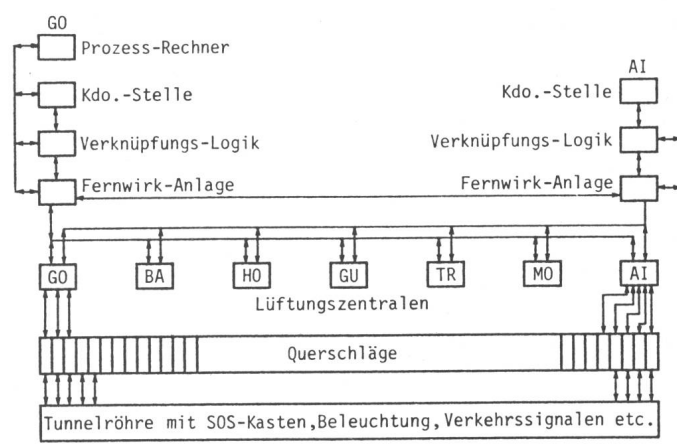 GO
Prozess-Rechner
AI
Kdo.-Stelle
Kdo.-Stelle
Verknüpfungs-Logik
Verknüpfungs-Logik
Fernwirk-Anlage
Fernwirk-Anlage
GO BA HO GU TR MO AI
Lüftungszentralen
Querschläge
Tunnelröhre mit SOS-Kasten,Beleuchtung,Verkehrssignalen etc.